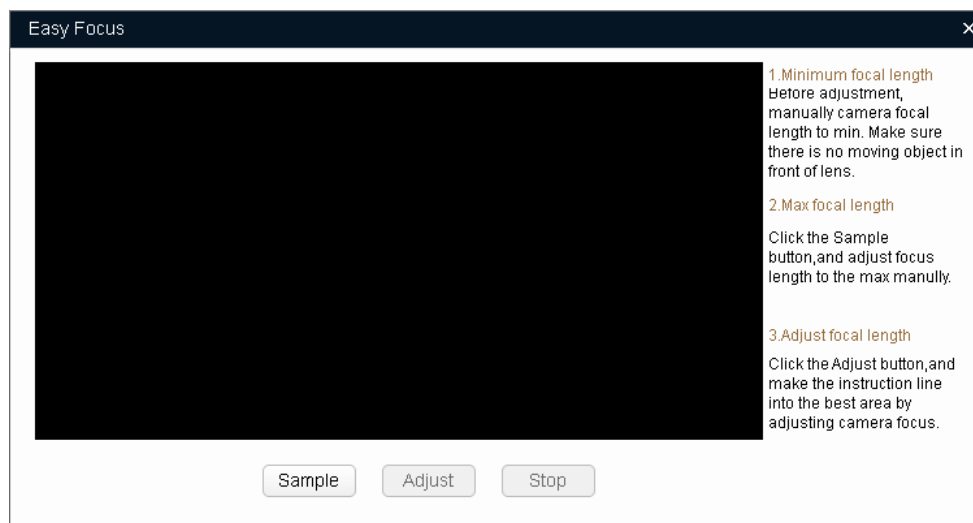 Easy Focus
1.Minimum focal length
Before adjustment,
manually camera focal
length to min. Make sure
there is no moving object in
front of lens.
2.Max focal length
Click the Sample
button,and adjust focus
length to the max manully.
3.Adjust focal length
Click the Adjust button,and
make the instruction line
into the best area by
adjusting camera focus.
Sample Adjust Stop